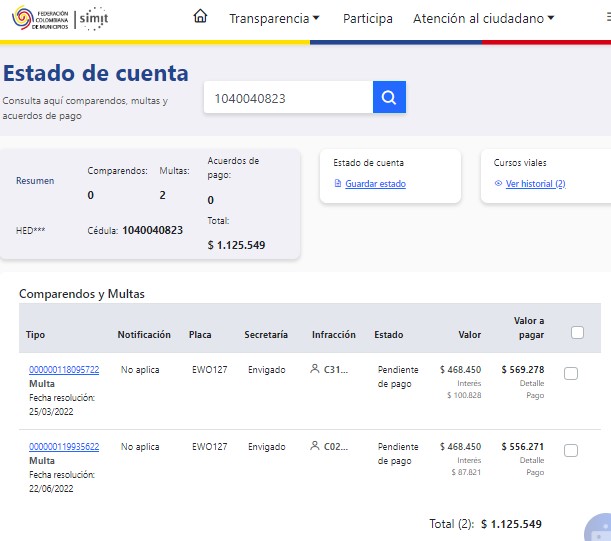 FEDERACIÓN
COLOMBIANA
DE MUNICIPIOS
simit
Transparencia
Participa
Atención al ciudadano
Estado de cuenta
Consulta aquí comparendos, multas y
acuerdos de pago
1040040823
Resumen
Comparendos:
0
Multas:
2
Acuerdos de
pago:
0
HED***
Cédula: 1040040823
Total:
$ 1.125.549
Estado de cuenta
Guardar estado
Cursos viales
Ver historial (2)
Comparendos y Multas
Tipo Notificación Placa Secretaría Infracción Estado Valor Valor a
pagar
000000118095722 No aplica EWO127 Envigado C31... Pendiente $ 468.450 $ 569.278
Multa de pago Interés Detalle
Fecha resolución: $ 100.828 Pago
25/03/2022
000000119935622 No aplica EWO127 Envigado C02... Pendiente $ 468.450 $ 556.271
Multa de pago Interés Detalle
Fecha resolución: $ 87.821 Pago
22/06/2022
Total (2): $ 1.125.549